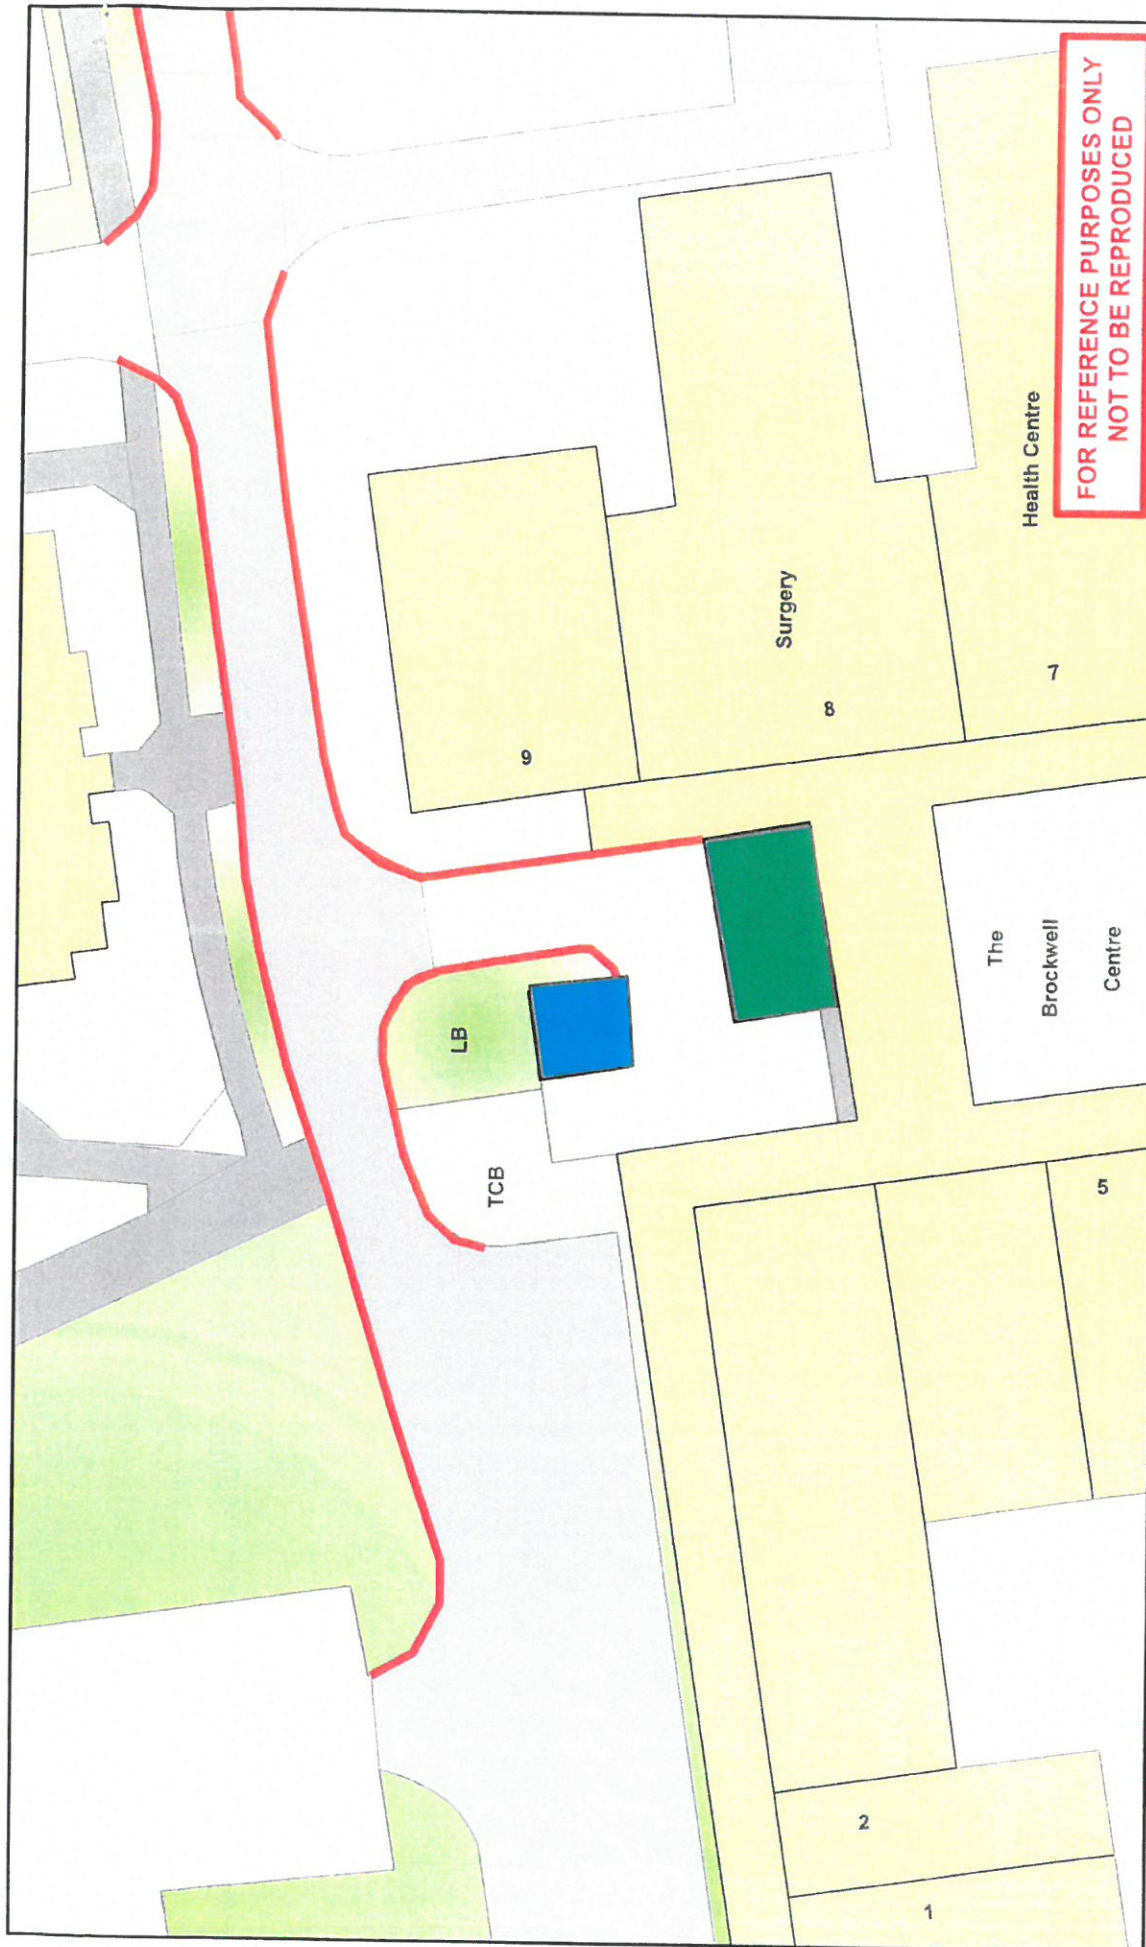 FOR REFERENCE PURPOSES ONLY
NOT TO BE REPRODUCED
Health Centre
Surgery
7
8
9
The
Brockwell
Centre
LB
TCB
5
2
1